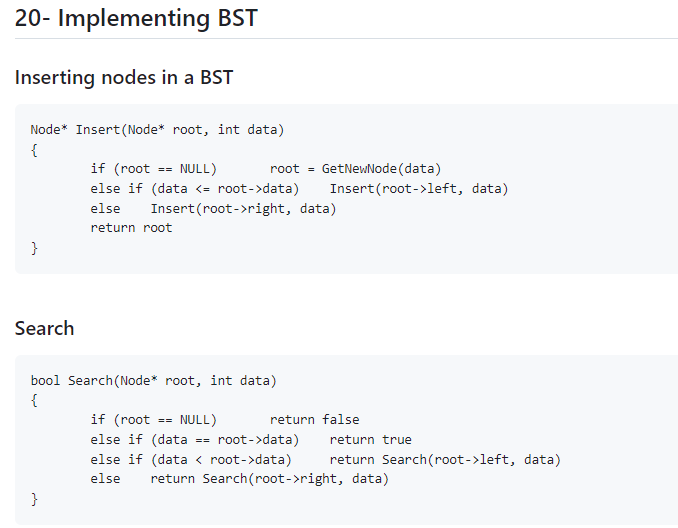 20- Implementing BST
Inserting nodes in a BST
Node* Insert(Node* root, int data)
{
        if (root == NULL)       root = GetNewNode(data)
        else if (data <= root->data)    Insert(root->left, data)
        else    Insert(root->right, data)
        return root
}
Search
bool Search(Node* root, int data)
{
        if (root == NULL)       return false
        else if (data == root->data)    return true
        else if (data < root->data)     return Search(root->left, data)
        else    return Search(root->right, data)
}